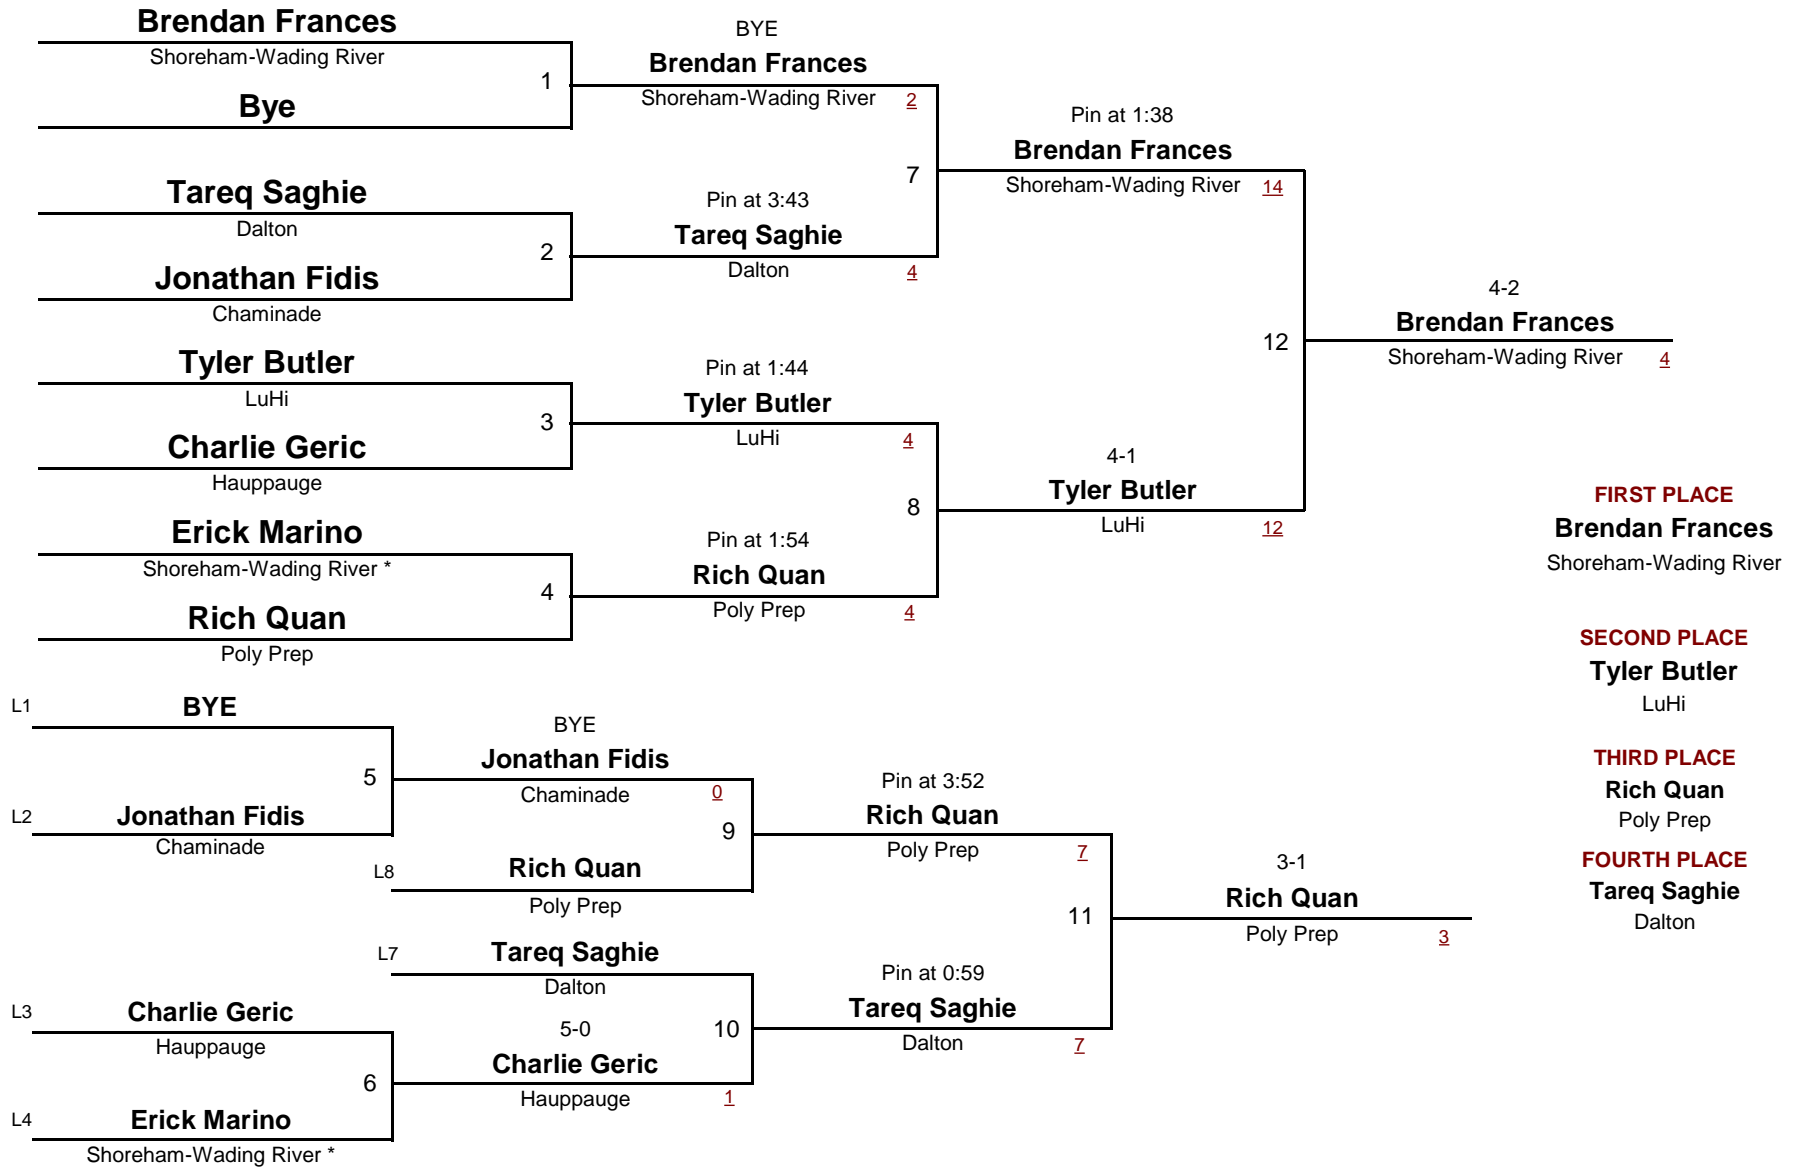 Brendan Frances
Shoreham-Wading River
1
Bye
BYE
Brendan Frances
Shoreham-Wading River 2
Tareq Saghie
Dalton
2
Jonathan Fidis
Chaminade
7
Pin at 3:43
Tareq Saghie
Dalton 4
Pin at 1:38
Brendan Frances
Shoreham-Wading River 14
Tyler Butler
LuHi
3
Charlie Geric
Hauppauge
Pin at 1:44
Tyler Butler
LuHi 4
Erick Marino
Shoreham-Wading River *
4
Rich Quan
Poly Prep
8
Pin at 1:54
Rich Quan
Poly Prep 4
4-1
Tyler Butler
LuHi 12
12
4-2
Brendan Frances
Shoreham-Wading River 4
FIRST PLACE
Brendan Frances
Shoreham-Wading River
SECOND PLACE
Tyler Butler
LuHi
THIRD PLACE
Rich Quan
Poly Prep
FOURTH PLACE
Tareq Saghie
Dalton
L1 BYE
5
L2 Jonathan Fidis
Chaminade
BYE
Jonathan Fidis
Chaminade 0
9
L8 Rich Quan
Poly Prep
Pin at 3:52
Rich Quan
Poly Prep 7
L7 Tareq Saghie
Dalton
L3 Charlie Geric
Hauppauge
6
L4 Erick Marino
Shoreham-Wading River *
5-0
10
Charlie Geric
Hauppauge 1
Pin at 0:59
Tareq Saghie
Dalton 7
11
3-1
Rich Quan
Poly Prep 3